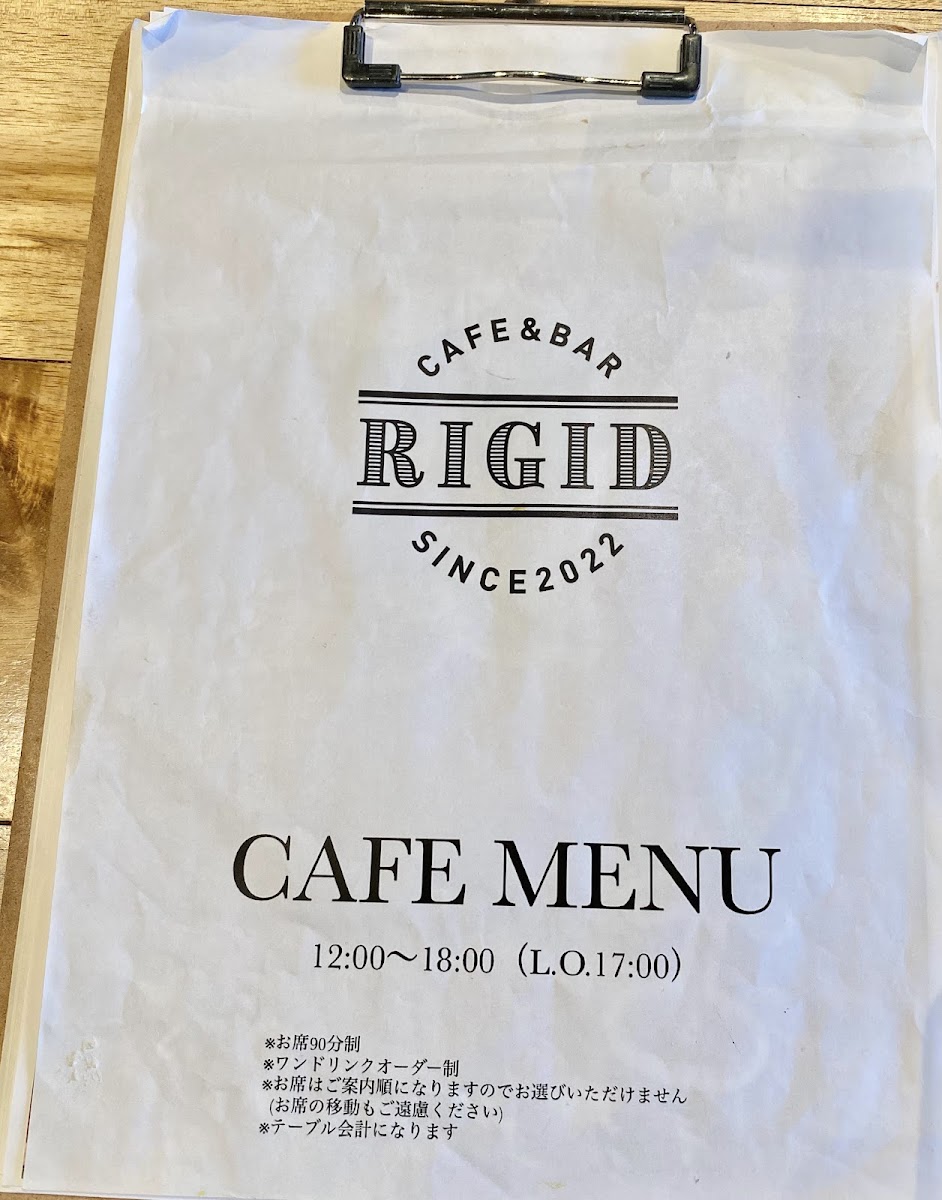 CAFE&BAR
RIGID
SINCE2022
CAFE MENU
12:00〜18:00（L.O.17:00）
※お席90分制
※ワンドリンクオーダー制
※お席はご案内順になりますのでお選びいただけません
(お席の移動もご遠慮ください)
※テーブル会計になります